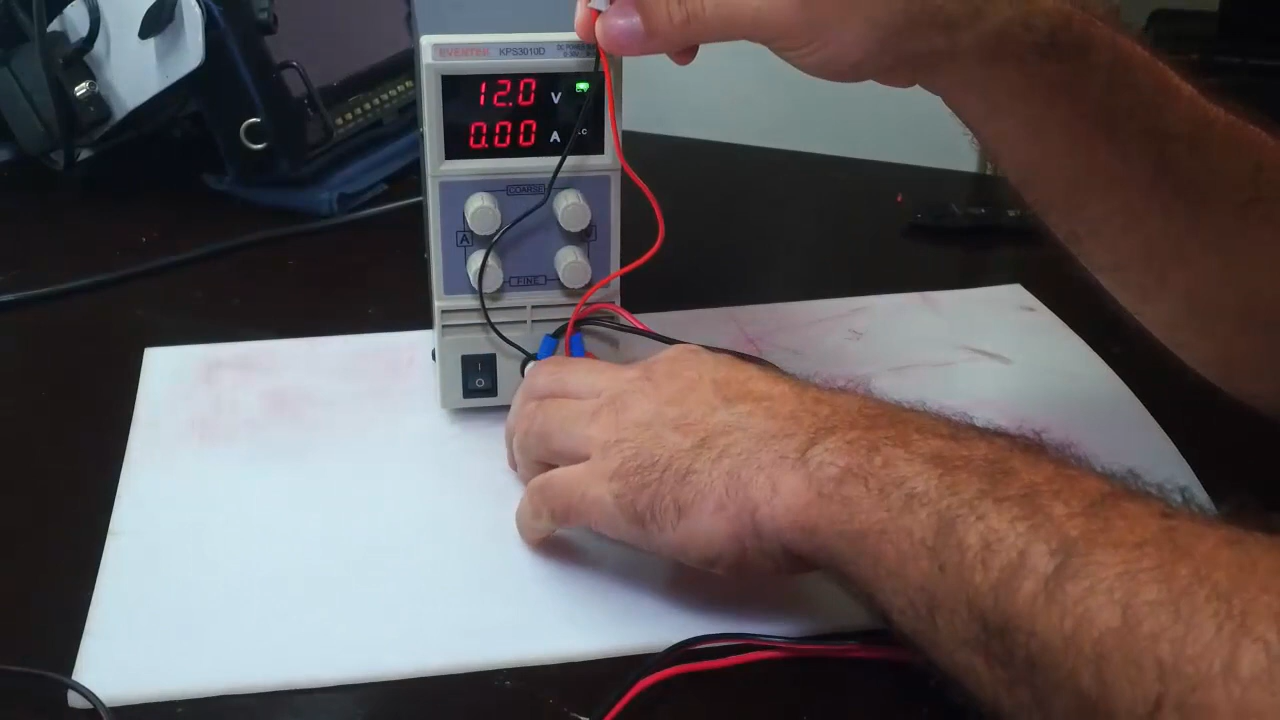 EVENTEK KPS3010D
12.0 V
0.00 A
COARSE
A
FINE